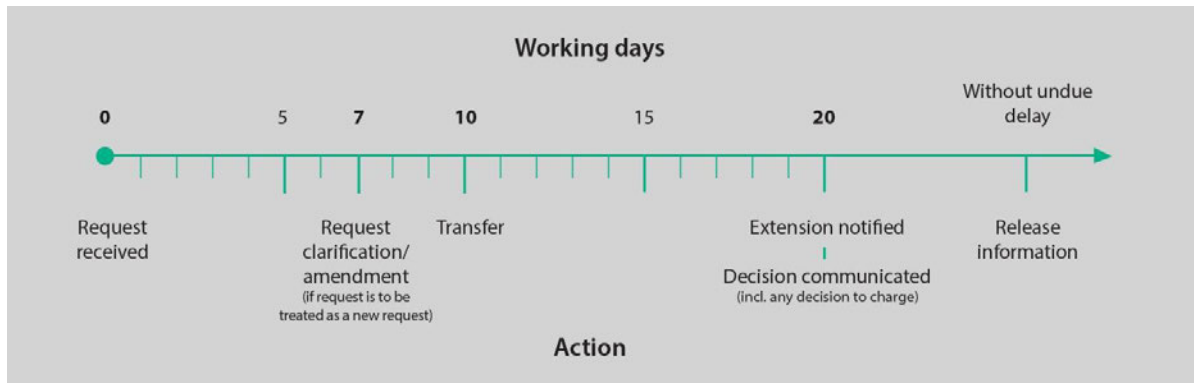 Working days
Without undue
delay
0 5 7 10 15 20
Request
received
Request
clarification/
amendment
(if request is to be
treated as a new request)
Transfer
Extension notified
Decision communicated
(incl. any decision to charge)
Release
information
Action